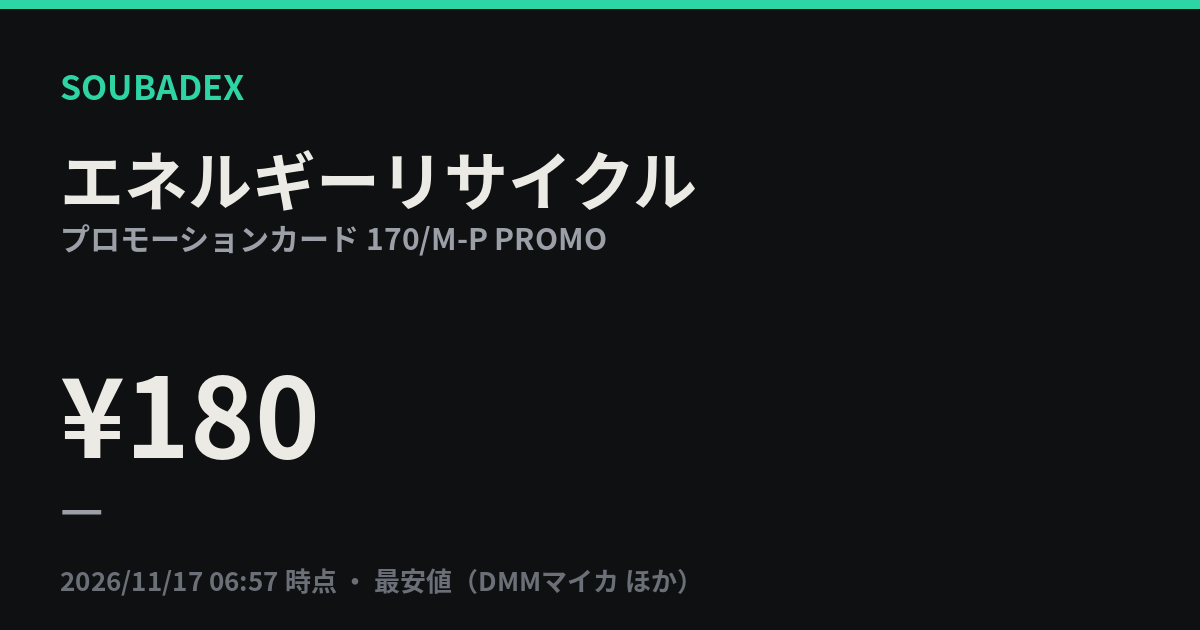 SOUBADEX
エネルギーリサイクル
プロモーションカード 170/M-P PROMO
¥180
—
2026/11/17 06:57 時点 ・ 最安値（DMMマイカ ほか）